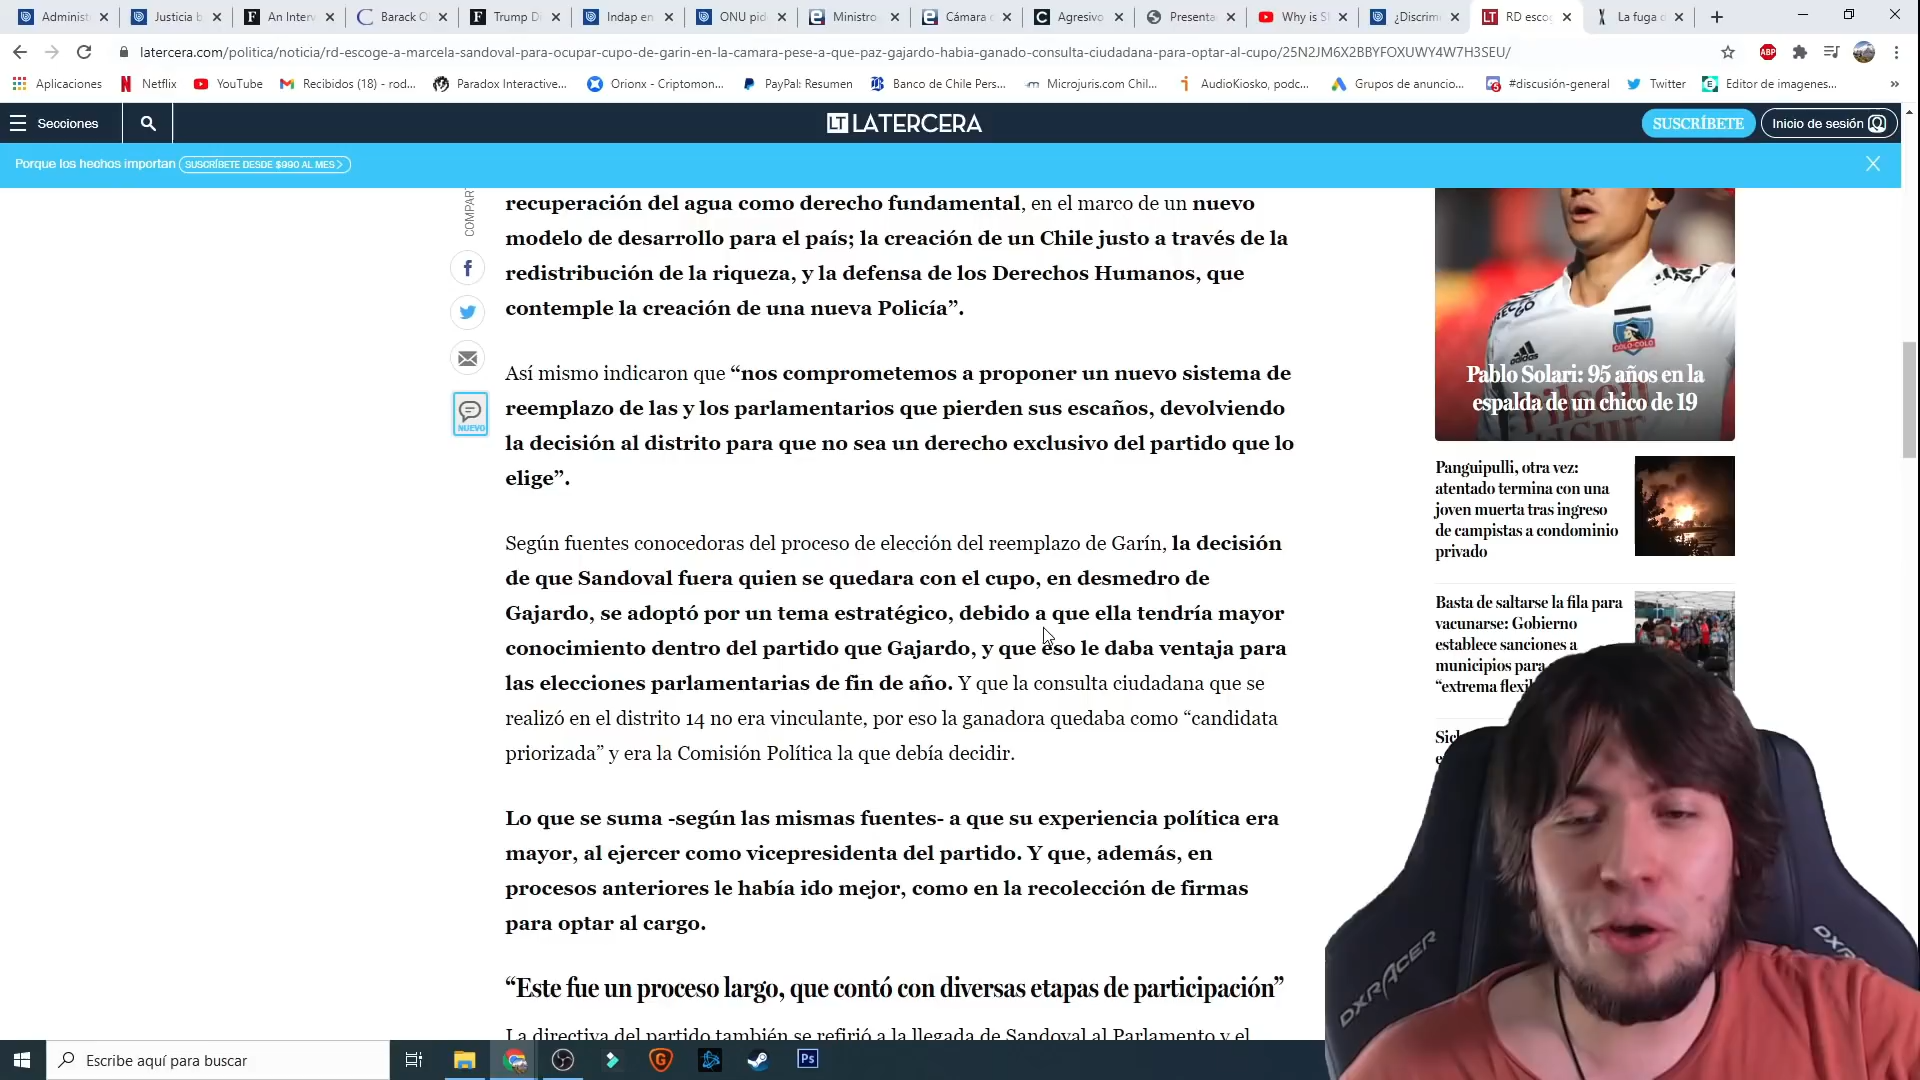 Administ
Justicia b
An Interv
Barack O
Trump D
Indap en
ONU pid
Ministro
Cámara c
Agresivo
Presenta
Why is S
¿Discrim
RD escog
La fuga d
latercera.com/politica/noticia/rd-escoge-a-marcela-sandoval-para-ocupar-cupo-de-garin-en-la-camara-pese-a-que-paz-gajardo-habia-ganado-consulta-ciudadana-para-optar-al-cupo/25N2JM6X2BBYFOXUWY4W7H3SEU/
ABP
Aplicaciones
Netflix
YouTube
Recibidos (18) - rod...
Paradox Interactive...
Orionx - Criptomon...
PayPal: Resumen
Banco de Chile Pers...
Microjuris.com Chil...
AudioKiosko, podc...
Grupos de anuncio...
#discusión-general
Twitter
Editor de imagenes...
Secciones
LT LATERCERA
SUSCRÍBETE
Inicio de sesión
Porque los hechos importan SUSCRÍBETE DESDE $990 AL MES
COMPAR
NUEVO
recuperación del agua como derecho fundamental, en el marco de un nuevo
modelo de desarrollo para el país; la creación de un Chile justo a través de la
redistribución de la riqueza, y la defensa de los Derechos Humanos, que
contemple la creación de una nueva Policía”.
Así mismo indicaron que “nos comprometemos a proponer un nuevo sistema de
reemplazo de las y los parlamentarios que pierden sus escaños, devolviendo
la decisión al distrito para que no sea un derecho exclusivo del partido que lo
elige”.
Según fuentes conocedoras del proceso de elección del reemplazo de Garín, la decisión
de que Sandoval fuera quien se quedara con el cupo, en desmedro de
Gajardo, se adoptó por un tema estratégico, debido a que ella tendría mayor
conocimiento dentro del partido que Gajardo, y que eso le daba ventaja para
las elecciones parlamentarias de fin de año. Y que la consulta ciudadana que se
realizó en el distrito 14 no era vinculante, por eso la ganadora quedaba como “candidata
priorizada” y era la Comisión Política la que debía decidir.
Lo que se suma -según las mismas fuentes- a que su experiencia política era
mayor, al ejercer como vicepresidenta del partido. Y que, además, en
procesos anteriores le había ido mejor, como en la recolección de firmas
para optar al cargo.
“Este fue un proceso largo, que contó con diversas etapas de participación”
La directiva del partido también se refirió a la llegada de Sandoval al Parlamento y el
COLO-COLO
adidas
Pablo Solari: 95 años en la
espalda de un chico de 19
Panguipulli, otra vez:
atentado termina con una
joven muerta tras ingreso
de campistas a condominio
privado
Basta de saltarse la fila para
vacunarse: Gobierno
establece sanciones a
municipios para
“extrema flexi
DXRACER
Escribe aquí para buscar
Ps